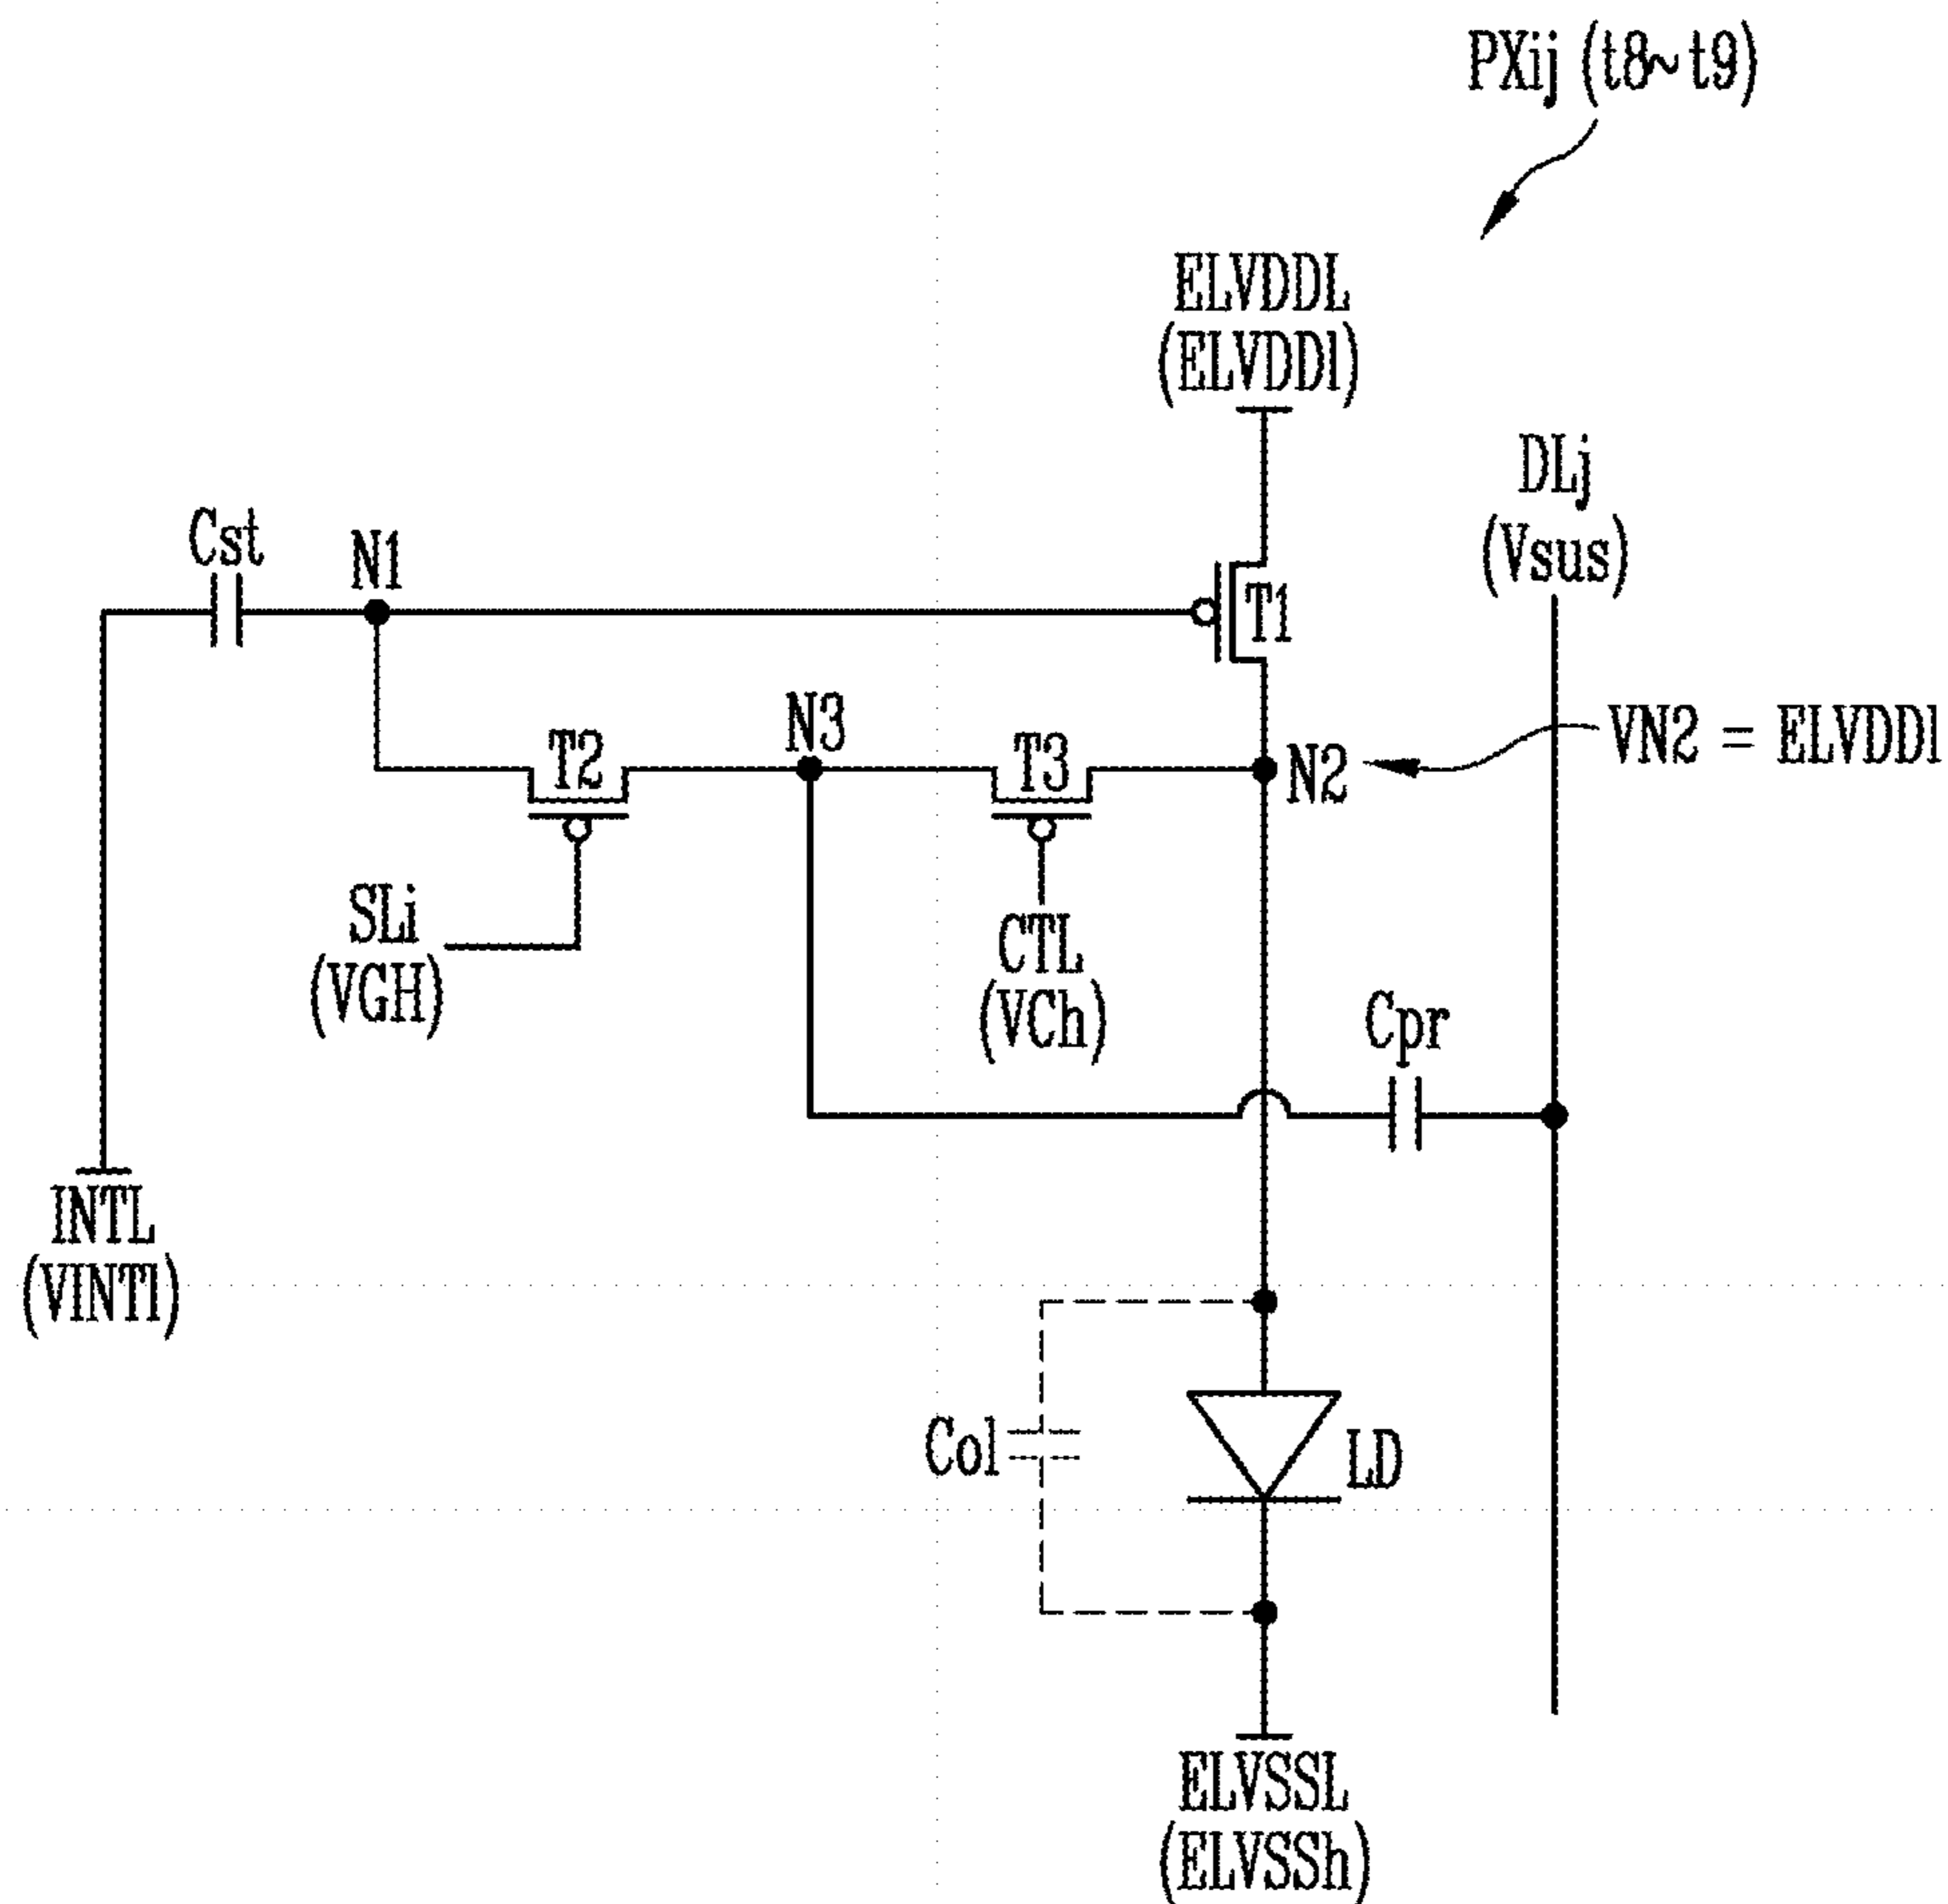 PXij (t8~t9)
ELVDDL
(ELVDDl)
DLj
(Vsus)
Cst
N1
T1
N3
T2
T3
N2
VN2 = ELVDDl
SLi
(VGH)
CTL
(VCh)
Cpr
INTL
(VINTl)
Col
LD
ELVSSL
(ELVSSh)